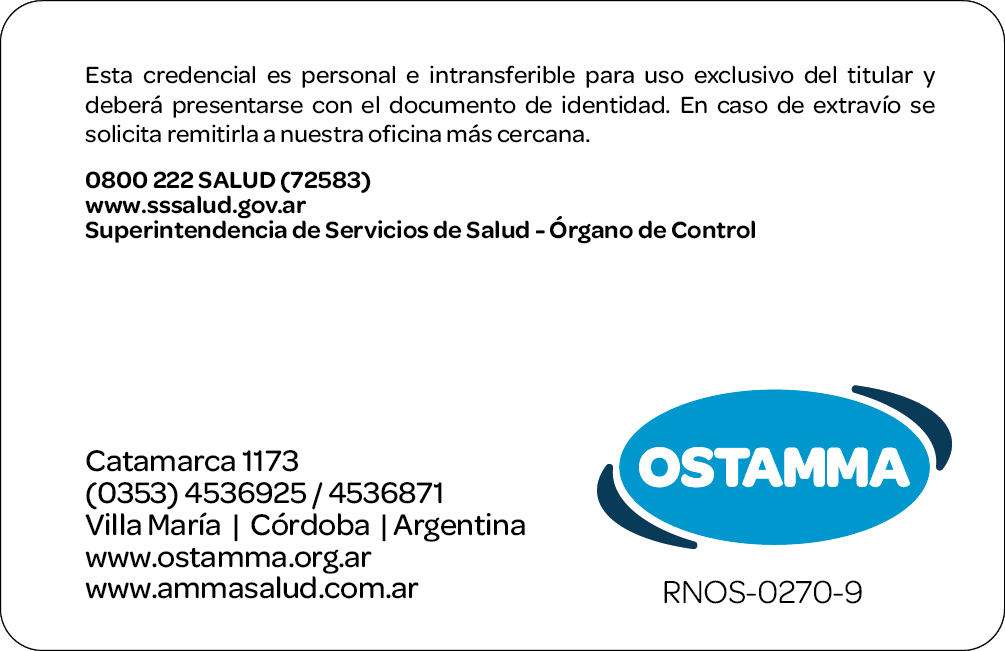 Esta credencial es personal e intransferible para uso exclusivo del titular y
deberá presentarse con el documento de identidad. En caso de extravío se
solicita remitirla a nuestra oficina más cercana.
0800 222 SALUD (72583)
www.sssalud.gov.ar
Superintendencia de Servicios de Salud - Órgano de Control
Catamarca 1173
(0353) 4536925 / 4536871
Villa María | Córdoba | Argentina
www.ostamma.org.ar
www.ammasalud.com.ar
OSTAMMA
RNOS-0270-9